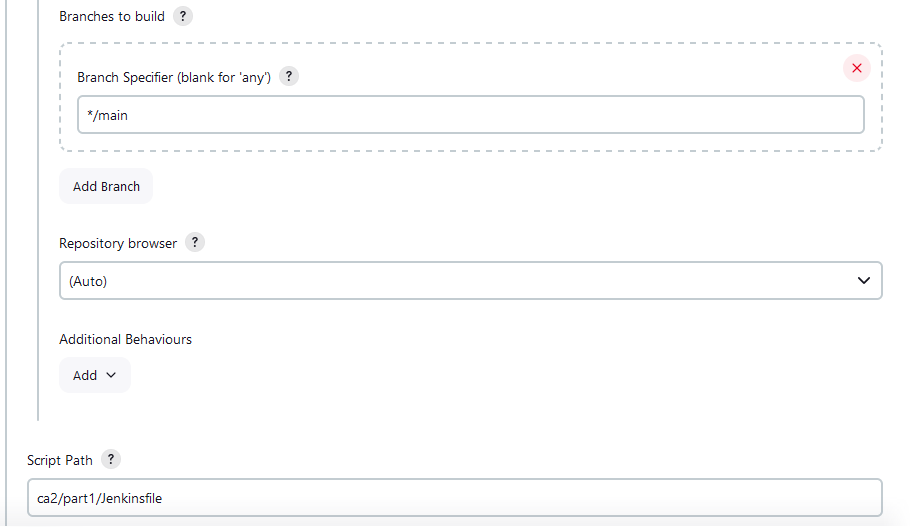 Branches to build ?
Branch Specifier (blank for 'any') ?
*/main
Add Branch
Repository browser ?
(Auto)
Additional Behaviours
Add
Script Path ?
ca2/part1/Jenkinsfile